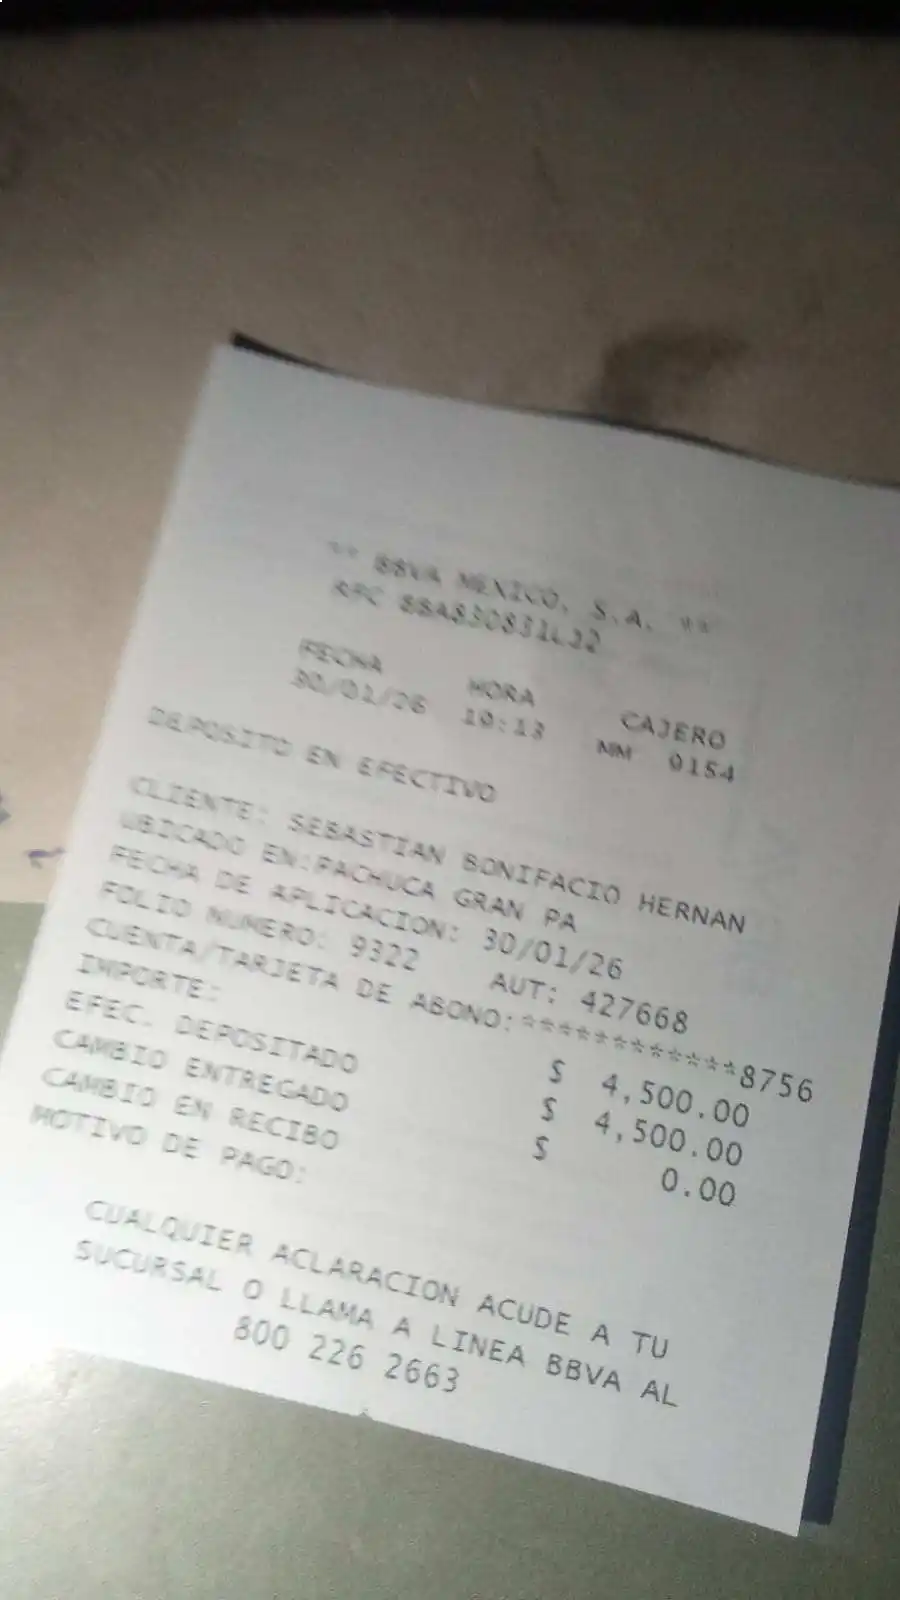 ** BBVA MEXICO, S.A. **
RFC BBA830831LJ2
FECHA HORA CAJERO
30/01/26 19:13 MM 0154
DEPOSITO EN EFECTIVO
CLIENTE: SEBASTIAN BONIFACIO HERNAN
UBICADO EN:PACHUCA GRAN PA
FECHA DE APLICACION: 30/01/26
FOLIO NUMERO: 9322 AUT: 427668
CUENTA/TARJETA DE ABONO:************8756
IMPORTE: $ 4,500.00
EFEC. DEPOSITADO $ 4,500.00
CAMBIO ENTREGADO $ 0.00
CAMBIO EN RECIBO
MOTIVO DE PAGO:
CUALQUIER ACLARACION ACUDE A TU
SUCURSAL O LLAMA A LINEA BBVA AL
800 226 2663